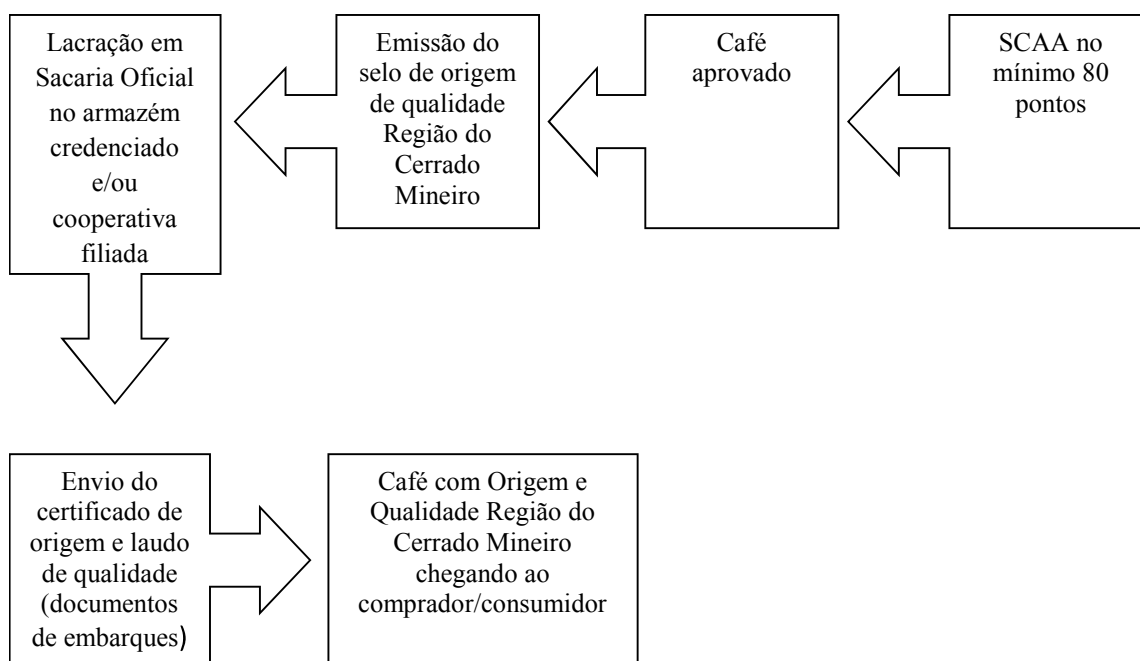 Lacração em
Sacaria Oficial
no armazém
credenciado
e/ou
cooperativa
filiada
Emissão do
selo de origem
de qualidade
Região do
Cerrado
Mineiro
Café
aprovado
SCAA no
mínimo 80
pontos
Envio do
certificado de
origem e laudo
de qualidade
(documentos
de embarques)
Café com Origem e
Qualidade Região do
Cerrado Mineiro
chegando ao
comprador/consumidor